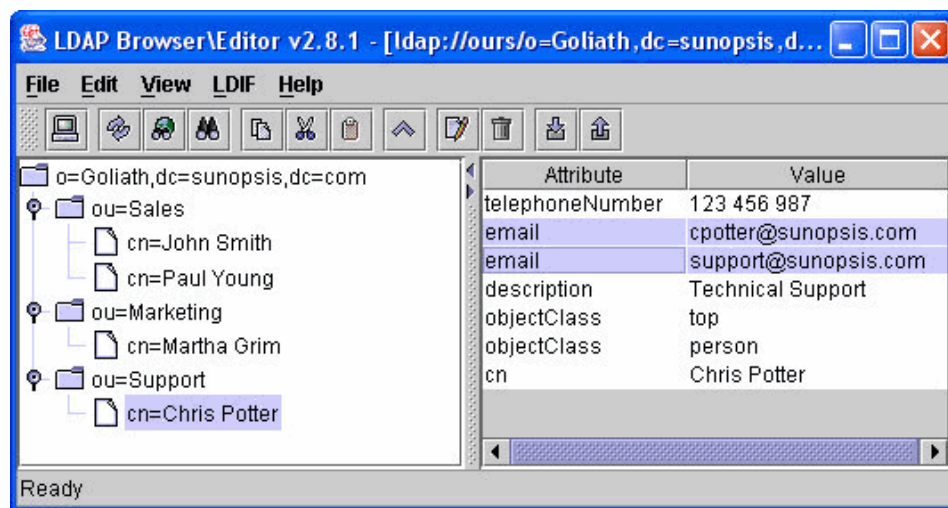 LDAP Browser\Editor v2.8.1 - [ldap://ours/o=Goliath,dc=sunopsis,d...
File Edit View LDIF Help
o=Goliath,dc=sunopsis,dc=com
ou=Sales
cn=John Smith
cn=Paul Young
ou=Marketing
cn=Martha Grim
ou=Support
cn=Chris Potter
Attribute Value
telephoneNumber 123 456 987
email cpotter@sunopsis.com
email support@sunopsis.com
description Technical Support
objectClass top
objectClass person
cn Chris Potter
Ready